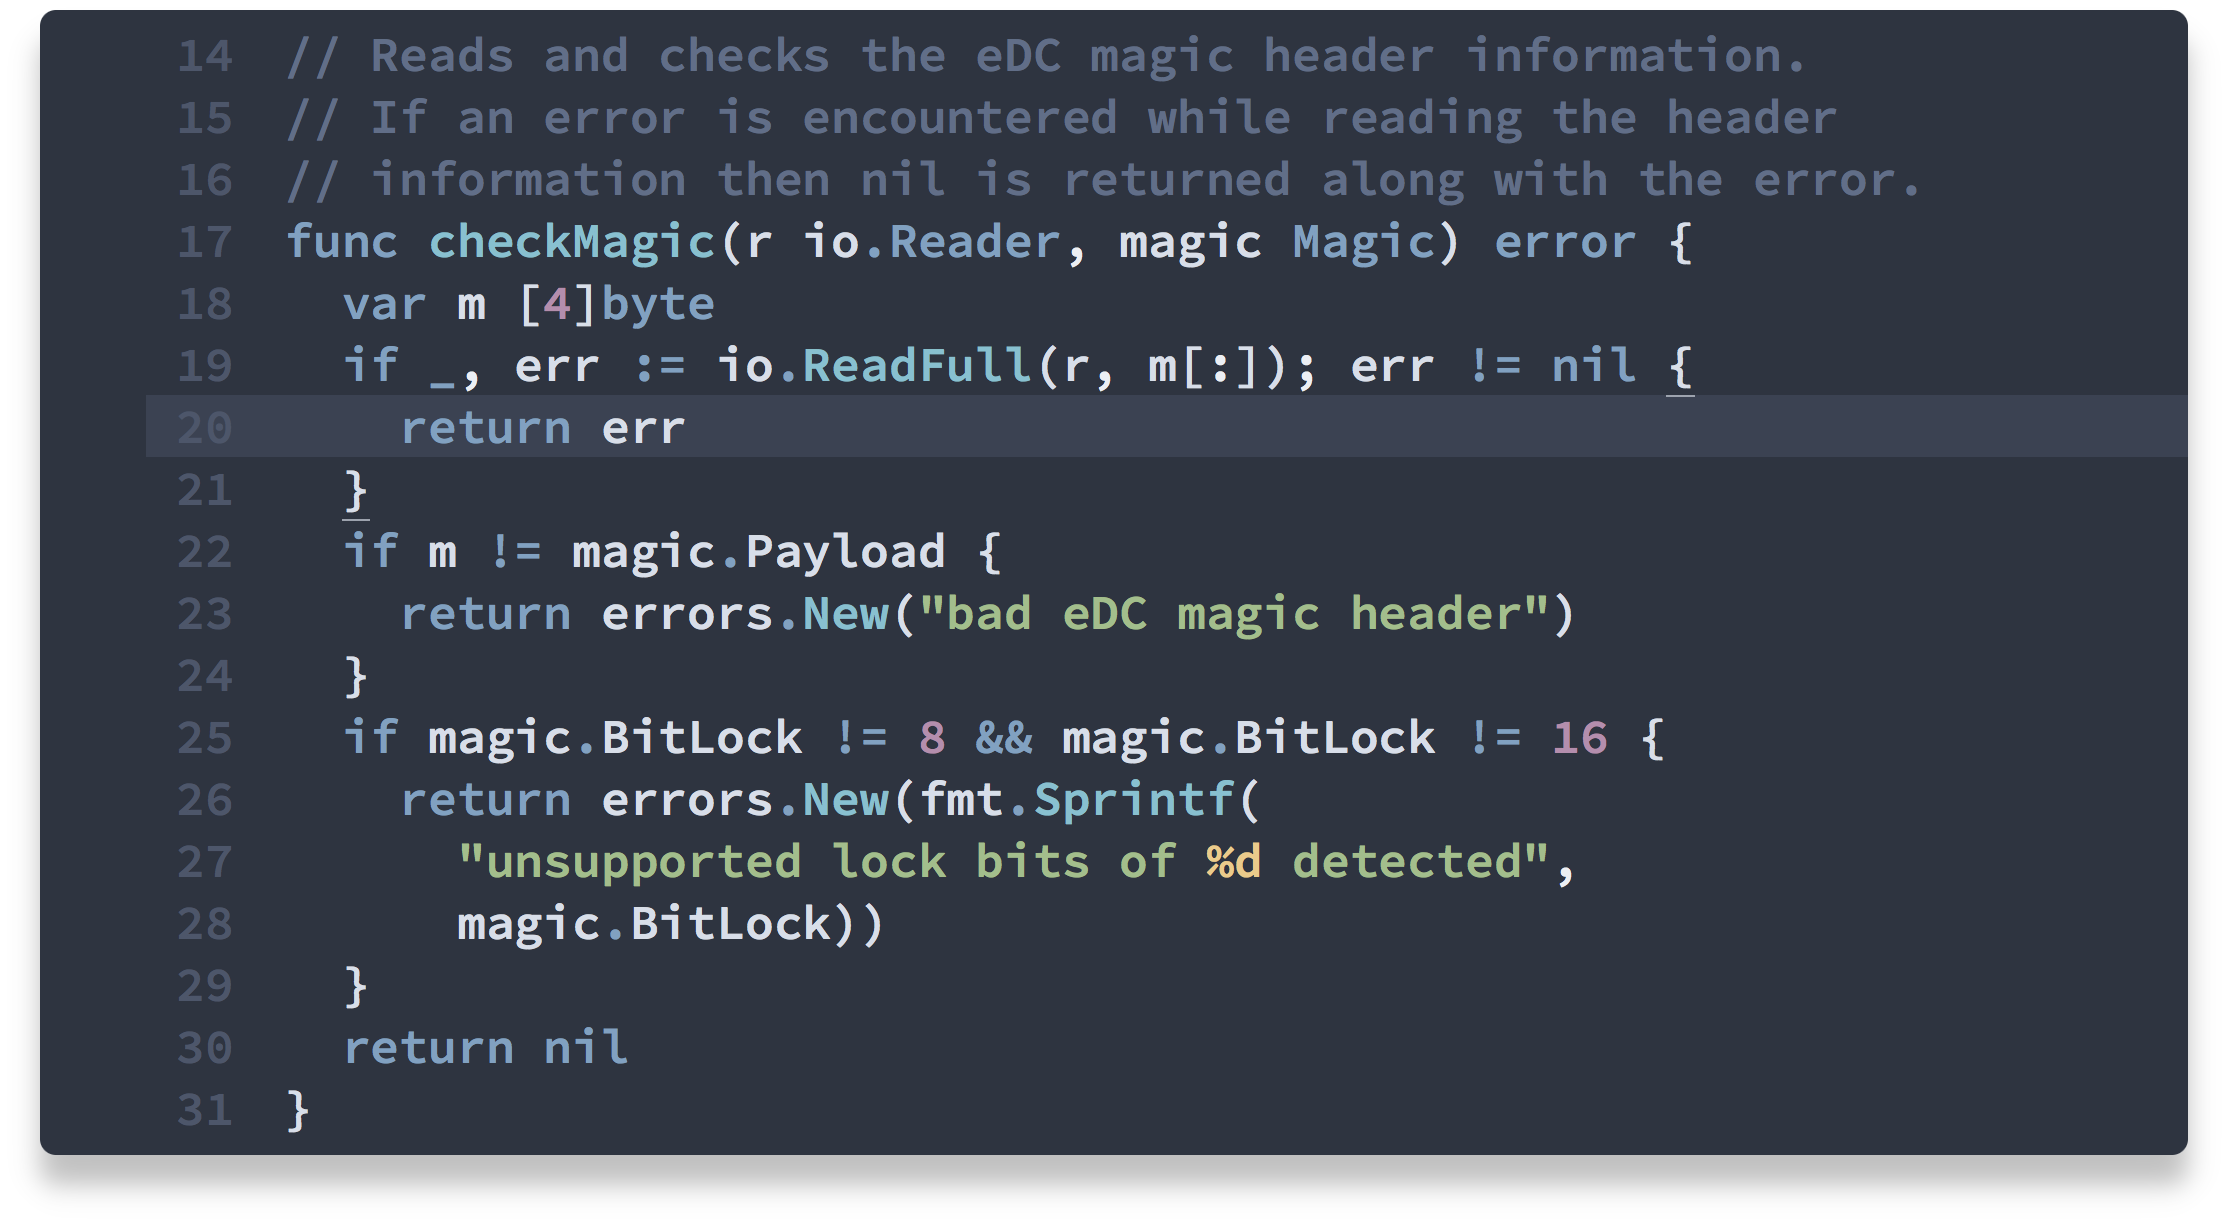 14 // Reads and checks the eDC magic header information.
15 // If an error is encountered while reading the header
16 // information then nil is returned along with the error.
17 func checkMagic(r io.Reader, magic Magic) error {
18   var m [4]byte
19   if _, err := io.ReadFull(r, m[:]); err != nil {
20     return err
21   }
22   if m != magic.Payload {
23     return errors.New("bad eDC magic header")
24   }
25   if magic.BitLock != 8 && magic.BitLock != 16 {
26     return errors.New(fmt.Sprintf(
27       "unsupported lock bits of %d detected",
28       magic.BitLock))
29   }
30   return nil
31 }